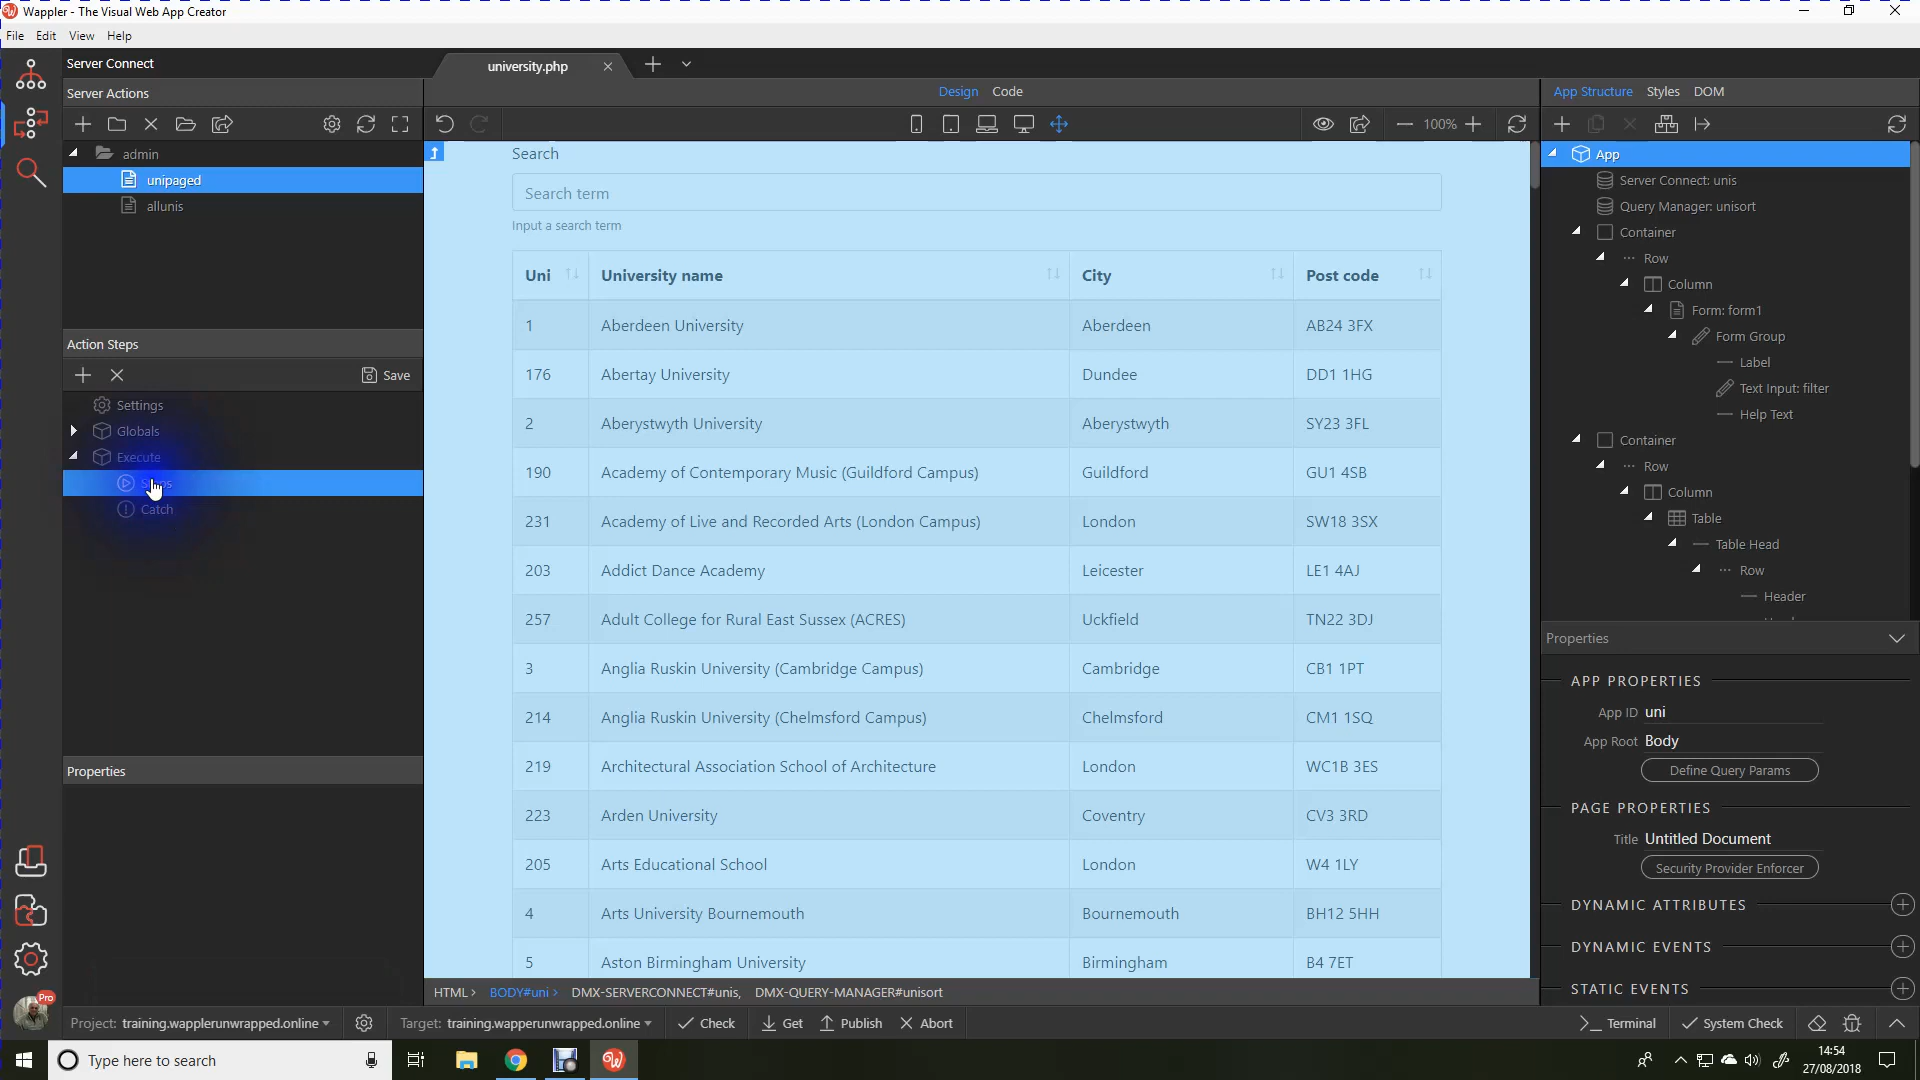 Wappler - The Visual Web App Creator
File Edit View Help
Server Connect
university.php
Server Actions
Design Code
App Structure Styles DOM
100%
admin
unipaged
allunis
Action Steps
Save
Settings
Globals
Execute
Catch
Properties
Search
Search term
Input a search term
Uni University name City Post code
1 Aberdeen University Aberdeen AB24 3FX
176 Abertay University Dundee DD1 1HG
2 Aberystwyth University Aberystwyth SY23 3FL
190 Academy of Contemporary Music (Guildford Campus) Guildford GU1 4SB
231 Academy of Live and Recorded Arts (London Campus) London SW18 3SX
203 Addict Dance Academy Leicester LE1 4AJ
257 Adult College for Rural East Sussex (ACRES) Uckfield TN22 3DJ
3 Anglia Ruskin University (Cambridge Campus) Cambridge CB1 1PT
214 Anglia Ruskin University (Chelmsford Campus) Chelmsford CM1 1SQ
219 Architectural Association School of Architecture London WC1B 3ES
223 Arden University Coventry CV3 3RD
205 Arts Educational School London W4 1LY
4 Arts University Bournemouth Bournemouth BH12 5HH
5 Aston Birmingham University Birmingham B4 7ET
App
Server Connect: unis
Query Manager: unisort
Container
Row
Column
Form: form1
Form Group
Label
Text Input: filter
Help Text
Container
Row
Column
Table
Table Head
Row
Header
Properties
APP PROPERTIES
App ID uni
App Root Body
Define Query Params
PAGE PROPERTIES
Title Untitled Document
Security Provider Enforcer
DYNAMIC ATTRIBUTES
DYNAMIC EVENTS
STATIC EVENTS
HTML > BODY#uni > DMX-SERVERCONNECT#unis, DMX-QUERY-MANAGER#unisort
Pro
Project: training.wapplerunwrapped.online Target: training.wapperunwrapped.online Check Get Publish Abort Terminal System Check
Type here to search
14:54
27/08/2018